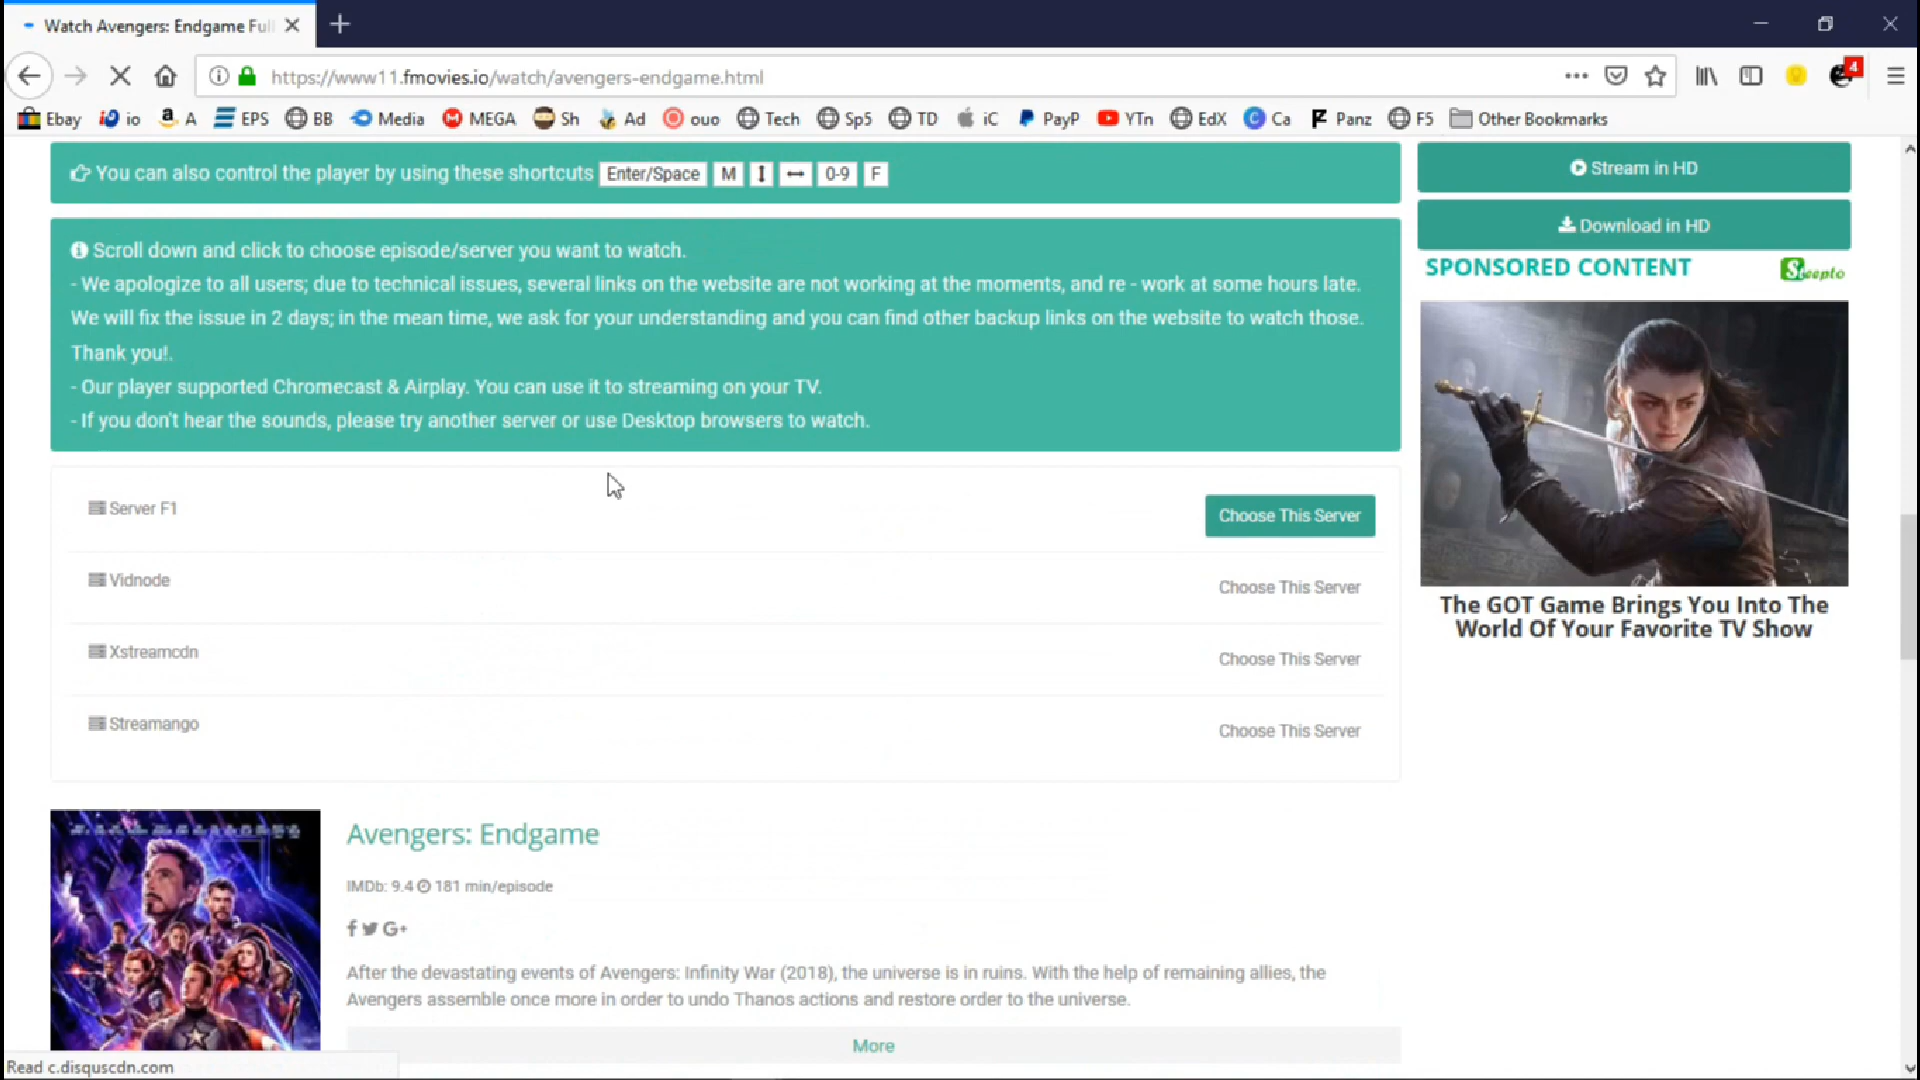 Watch Avengers: Endgame Ful
https://www11.fmovies.io/watch/avengers-endgame.html
4
Ebay io A EPS BB Media MEGA Sh Ad ouo Tech Sp5 TD iC PayP YTn EdX Ca Panz F5 Other Bookmarks
You can also control the player by using these shortcuts Enter/Space M ↕ ↔ 0-9 F
Scroll down and click to choose episode/server you want to watch.
- We apologize to all users; due to technical issues, several links on the website are not working at the moments, and re - work at some hours late.
We will fix the issue in 2 days; in the mean time, we ask for your understanding and you can find other backup links on the website to watch those.
Thank you!.
- Our player supported Chromecast & Airplay. You can use it to streaming on your TV.
- If you don't hear the sounds, please try another server or use Desktop browsers to watch.
Server F1 Choose This Server
Vidnode Choose This Server
Xstreamcdn Choose This Server
Streamango Choose This Server
Avengers: Endgame
IMDb: 9.4 181 min/episode
f G+
After the devastating events of Avengers: Infinity War (2018), the universe is in ruins. With the help of remaining allies, the
Avengers assemble once more in order to undo Thanos actions and restore order to the universe.
More
Stream in HD
Download in HD
SPONSORED CONTENT Steepto
The GOT Game Brings You Into The
World Of Your Favorite TV Show
Read c.disquscdn.com